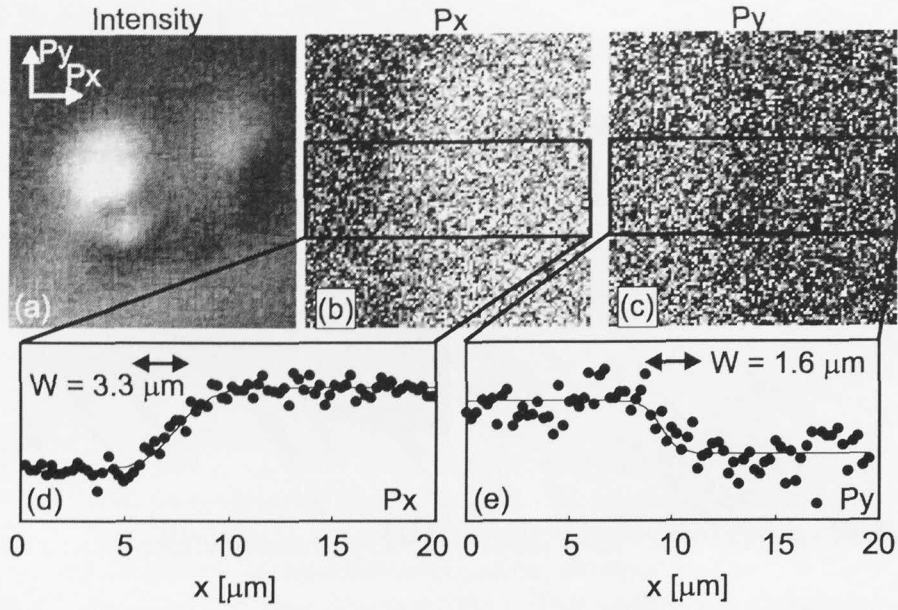 Intensity
Px
Py
Py
Px
(a)
(b)
(c)
W = 3.3 μm
W = 1.6 μm
(d)
Px
(e)
Py
0
5
10
15
20
0
5
10
15
20
x [μm]
x [μm]